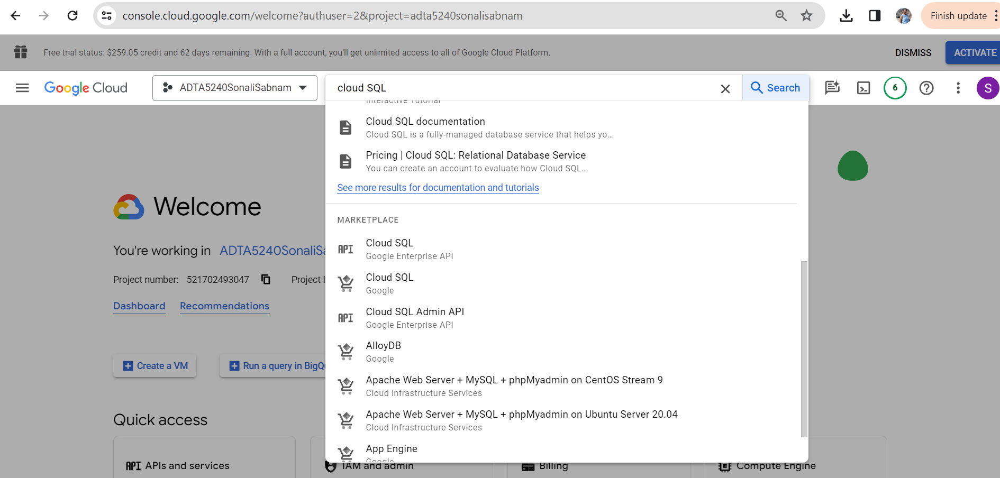 console.cloud.google.com/welcome?authuser=2&project=adta5240sonalisabnam
Finish update
Free trial status: $259.05 credit and 62 days remaining. With a full account, you'll get unlimited access to all of Google Cloud Platform.
DISMISS
ACTIVATE
Google Cloud
ADTA5240SonaliSabnam
cloud SQL
Search
6
S
Interactive Tutorial
Cloud SQL documentation
Cloud SQL is a fully-managed database service that helps yo…
Pricing | Cloud SQL: Relational Database Service
You can create an account to evaluate how Cloud SQL…
See more results for documentation and tutorials
Welcome
MARKETPLACE
You're working in ADTA5240SonaliSa
API Cloud SQL
Google Enterprise API
Project number: 521702493047 Project I
Cloud SQL
Google
Dashboard Recommendations
API Cloud SQL Admin API
Google Enterprise API
AlloyDB
Google
Create a VM
Run a query in BigQu
Apache Web Server + MySQL + phpMyadmin on CentOS Stream 9
Cloud Infrastructure Services
Apache Web Server + MySQL + phpMyadmin on Ubuntu Server 20.04
Cloud Infrastructure Services
Quick access
App Engine
Google
API APIs and services
IAM and admin
Billing
Compute Engine